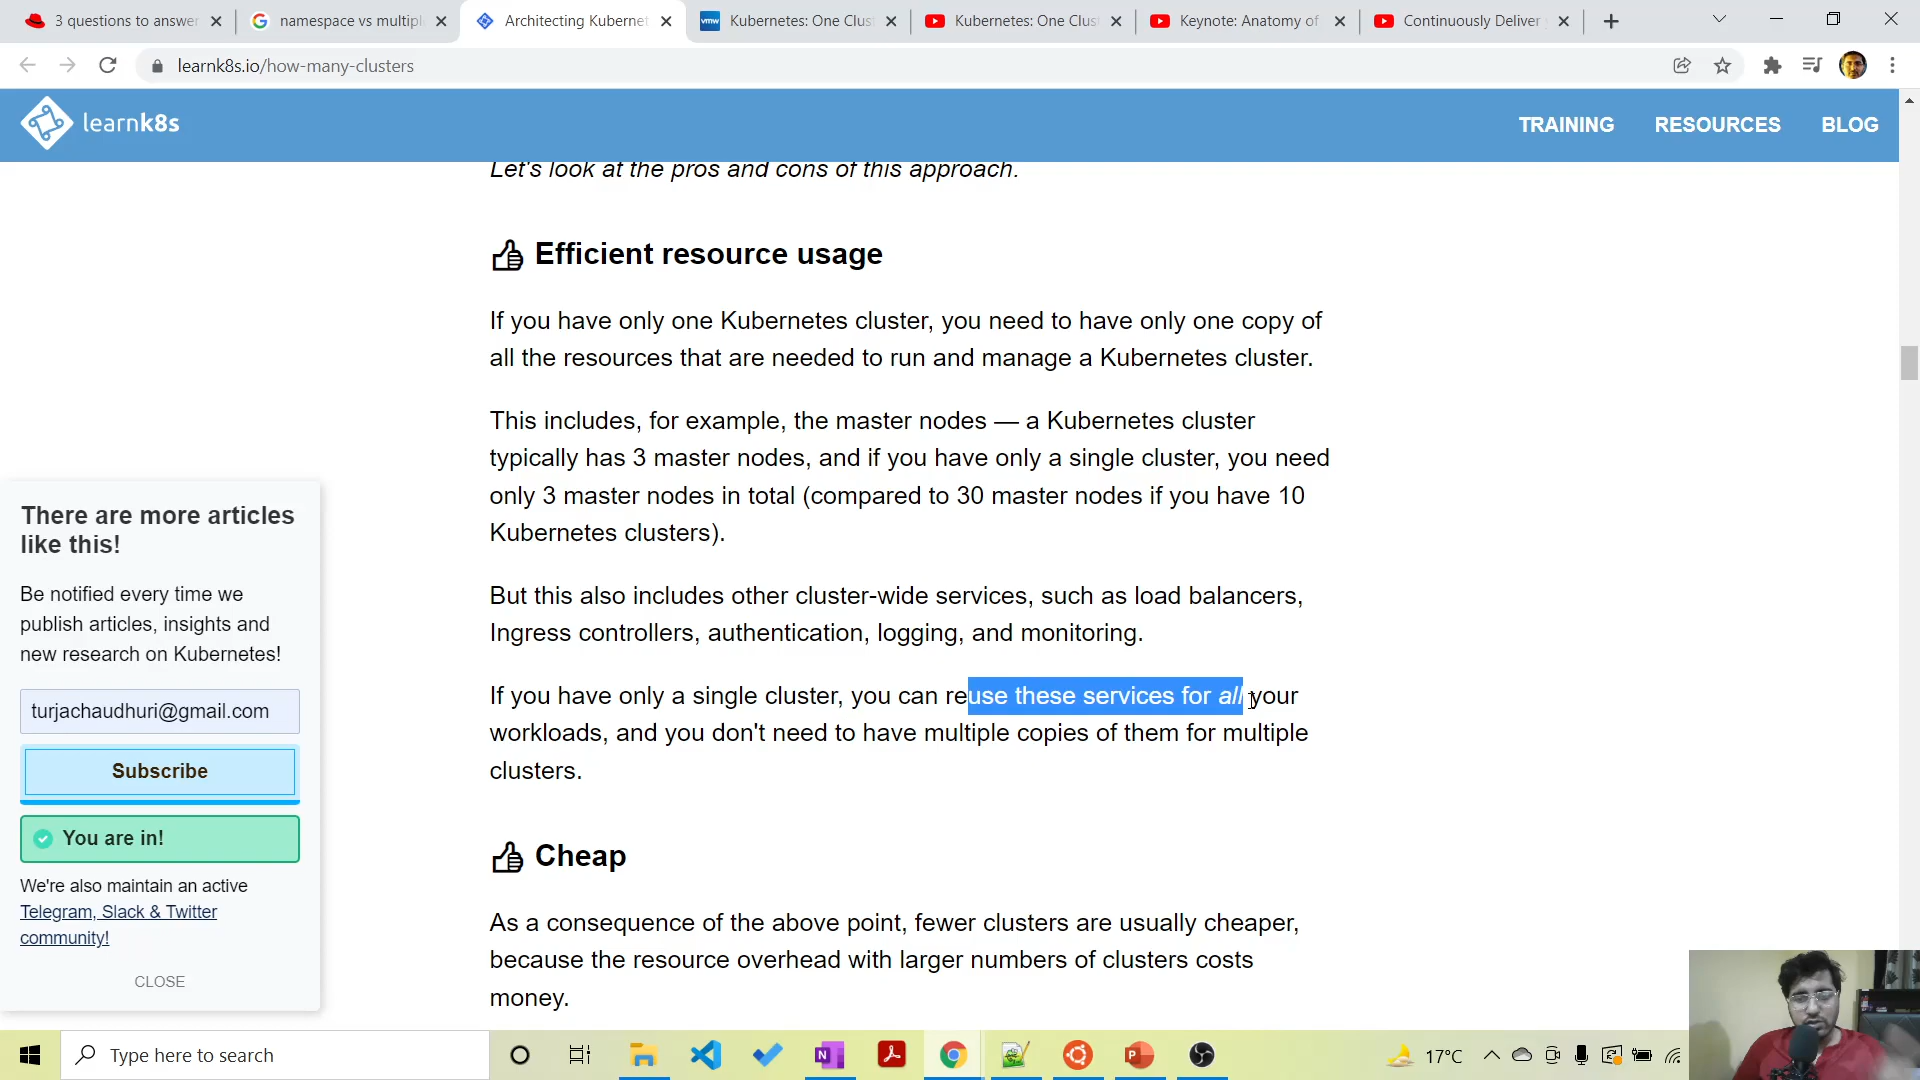 3 questions to answer
namespace vs multipl
Architecting Kubernet
vmw
Kubernetes: One Clus
Kubernetes: One Clus
Keynote: Anatomy of
Continuously Deliver
learnk8s.io/how-many-clusters
learnk8s
TRAINING
RESOURCES
BLOG
Let's look at the pros and cons of this approach.
Efficient resource usage
If you have only one Kubernetes cluster, you need to have only one copy of
all the resources that are needed to run and manage a Kubernetes cluster.
This includes, for example, the master nodes — a Kubernetes cluster
typically has 3 master nodes, and if you have only a single cluster, you need
only 3 master nodes in total (compared to 30 master nodes if you have 10
Kubernetes clusters).
But this also includes other cluster-wide services, such as load balancers,
Ingress controllers, authentication, logging, and monitoring.
If you have only a single cluster, you can reuse these services for all your
workloads, and you don't need to have multiple copies of them for multiple
clusters.
Cheap
As a consequence of the above point, fewer clusters are usually cheaper,
because the resource overhead with larger numbers of clusters costs
money.
There are more articles
like this!
Be notified every time we
publish articles, insights and
new research on Kubernetes!
turjachaudhuri@gmail.com
Subscribe
You are in!
We're also maintain an active
Telegram, Slack & Twitter
community!
CLOSE
Type here to search
17°C